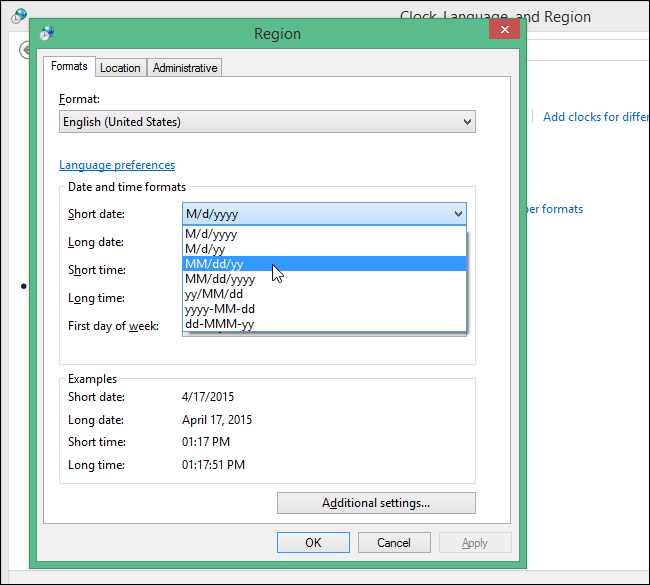 Clock, Language, and Region
Region
Formats
Location
Administrative
Format:
English (United States)
Add clocks for differe
Language preferences
Date and time formats
Short date:
M/d/yyyy
er formats
M/d/yyyy
Long date:
M/d/yy
MM/dd/yy
Short time:
MM/dd/yyyy
yy/MM/dd
Long time:
yyyy-MM-dd
First day of week:
dd-MMM-yy
Examples
Short date:
4/17/2015
Long date:
April 17, 2015
Short time:
01:17 PM
Long time:
01:17:51 PM
Additional settings...
OK
Cancel
Apply